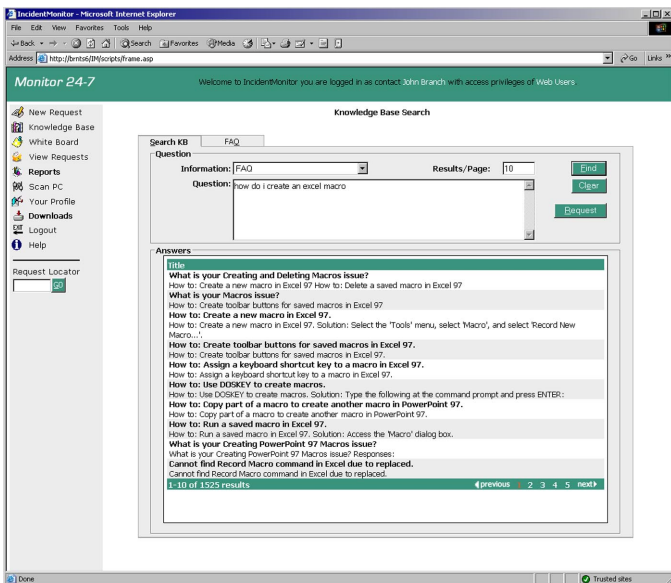 IncidentMonitor - Microsoft Internet Explorer
File Edit View Favorites Tools Help
Back Search Favorites Media
Address http://brnts6/IM/scripts/frame.asp Go Links
Monitor 24-7
Welcome to IncidentMonitor you are logged in as contact John Branch with access privileges of Web Users
New Request
Knowledge Base
White Board
View Requests
Reports
Scan PC
Your Profile
Downloads
EXIT Logout
Help
Request Locator
GO
Knowledge Base Search
Search KB FAQ
Question
Information: FAQ Results/Page: 10 Find
Question: how do i create an excel macro Clear
Request
Answers
Title
What is your Creating and Deleting Macros issue?
How to: Create a new macro in Excel 97 How to: Delete a saved macro in Excel 97
What is your Macros issue?
How to: Create toolbar buttons for saved macros in Excel 97
How to: Create a new macro in Excel 97.
How to: Create a new macro in Excel 97. Solution: Select the 'Tools' menu, select 'Macro', and select 'Record New
Macro...'.
How to: Create toolbar buttons for saved macros in Excel 97.
How to: Create toolbar buttons for saved macros in Excel 97.
How to: Assign a keyboard shortcut key to a macro in Excel 97.
How to: Assign a keyboard shortcut key to a macro in Excel 97.
How to: Use DOSKEY to create macros.
How to: Use DOSKEY to create macros. Solution: Type the following at the command prompt and press ENTER:
How to: Copy part of a macro to create another macro in PowerPoint 97.
How to: Copy part of a macro to create another macro in PowerPoint 97.
How to: Run a saved macro in Excel 97.
How to: Run a saved macro in Excel 97. Solution: Access the 'Macro' dialog box.
What is your Creating PowerPoint 97 Macros issue?
What is your Creating PowerPoint 97 Macros issue? Responses:
Cannot find Record Macro command in Excel due to replaced.
Cannot find Record Macro command in Excel due to replaced.
1-10 of 1525 results previous 1 2 3 4 5 next
Done Trusted sites